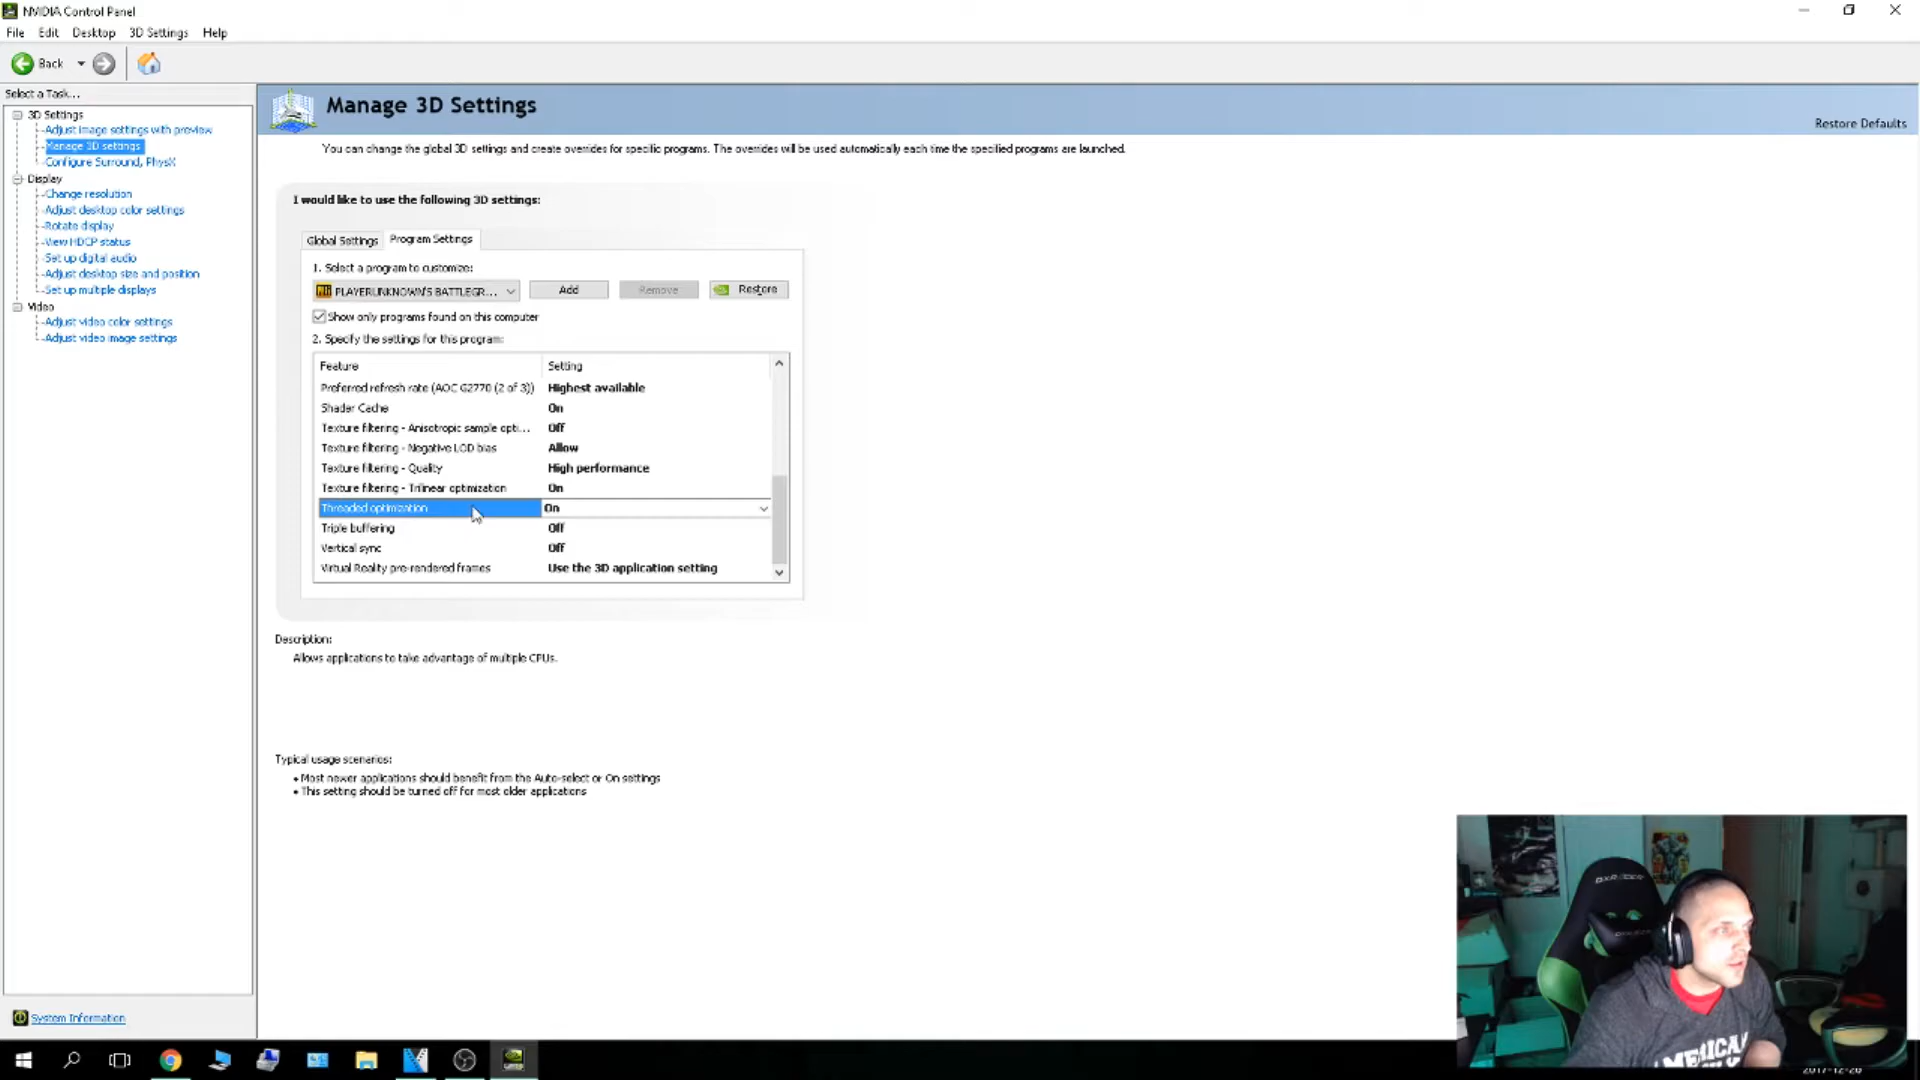 NVIDIA Control Panel
File Edit Desktop 3D Settings Help
Back
Select a Task...
3D Settings
Adjust image settings with preview
Manage 3D settings
Configure Surround, PhysX
Display
Change resolution
Adjust desktop color settings
Rotate display
View HDCP status
Set up digital audio
Adjust desktop size and position
Set up multiple displays
Video
Adjust video color settings
Adjust video image settings
System Information
Manage 3D Settings
Restore Defaults
You can change the global 3D settings and create overrides for specific programs. The overrides will be used automatically each time the specified programs are launched.
I would like to use the following 3D settings:
Global Settings Program Settings
1. Select a program to customize:
PLAYERUNKNOWN'S BATTLEGR... Add Remove Restore
Show only programs found on this computer
2. Specify the settings for this program:
Feature Setting
Preferred refresh rate (AOC G2770 (2 of 3)) Highest available
Shader Cache On
Texture filtering - Anisotropic sample opti... Off
Texture filtering - Negative LOD bias Allow
Texture filtering - Quality High performance
Texture filtering - Trilinear optimization On
Threaded optimization On
Triple buffering Off
Vertical sync Off
Virtual Reality pre-rendered frames Use the 3D application setting
Description:
Allows applications to take advantage of multiple CPUs.
Typical usage scenarios:
• Most newer applications should benefit from the Auto-select or On settings
• This setting should be turned off for most older applications